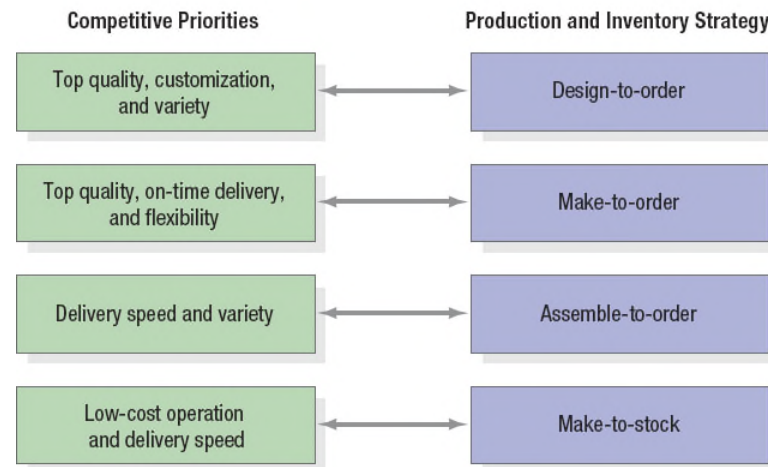 Competitive Priorities
Production and Inventory Strategy
Top quality, customization,
and variety
Design-to-order
Top quality, on-time delivery,
and flexibility
Make-to-order
Delivery speed and variety
Assemble-to-order
Low-cost operation
and delivery speed
Make-to-stock